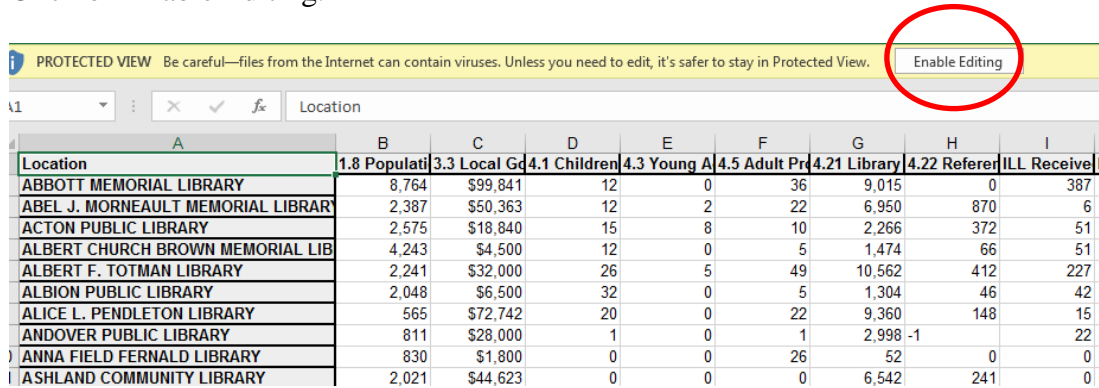 PROTECTED VIEW Be careful—files from the Internet can contain viruses. Unless you need to edit, it's safer to stay in Protected View. Enable Editing
A1 fx Location
A B C D E F G H I
Location 1.8 Populati 3.3 Local Go 4.1 Children 4.3 Young A 4.5 Adult Pro 4.21 Library 4.22 Referen ILL Receive
ABBOTT MEMORIAL LIBRARY 8,764 $99,841 12 0 36 9,015 0 387
ABEL J. MORNEAULT MEMORIAL LIBRARY 2,387 $50,363 12 2 22 6,950 870 6
ACTON PUBLIC LIBRARY 2,575 $18,840 15 8 10 2,266 372 51
ALBERT CHURCH BROWN MEMORIAL LIB 4,243 $4,500 12 0 5 1,474 66 51
ALBERT F. TOTMAN LIBRARY 2,241 $32,000 26 5 49 10,562 412 227
ALBION PUBLIC LIBRARY 2,048 $6,500 32 0 5 1,304 46 42
ALICE L. PENDLETON LIBRARY 565 $72,742 20 0 22 9,360 148 15
ANDOVER PUBLIC LIBRARY 811 $28,000 1 0 1 2,998 -1 22
ANNA FIELD FERNALD LIBRARY 830 $1,800 0 0 26 52 0 0
ASHLAND COMMUNITY LIBRARY 2,021 $44,623 0 0 0 6,542 241 0